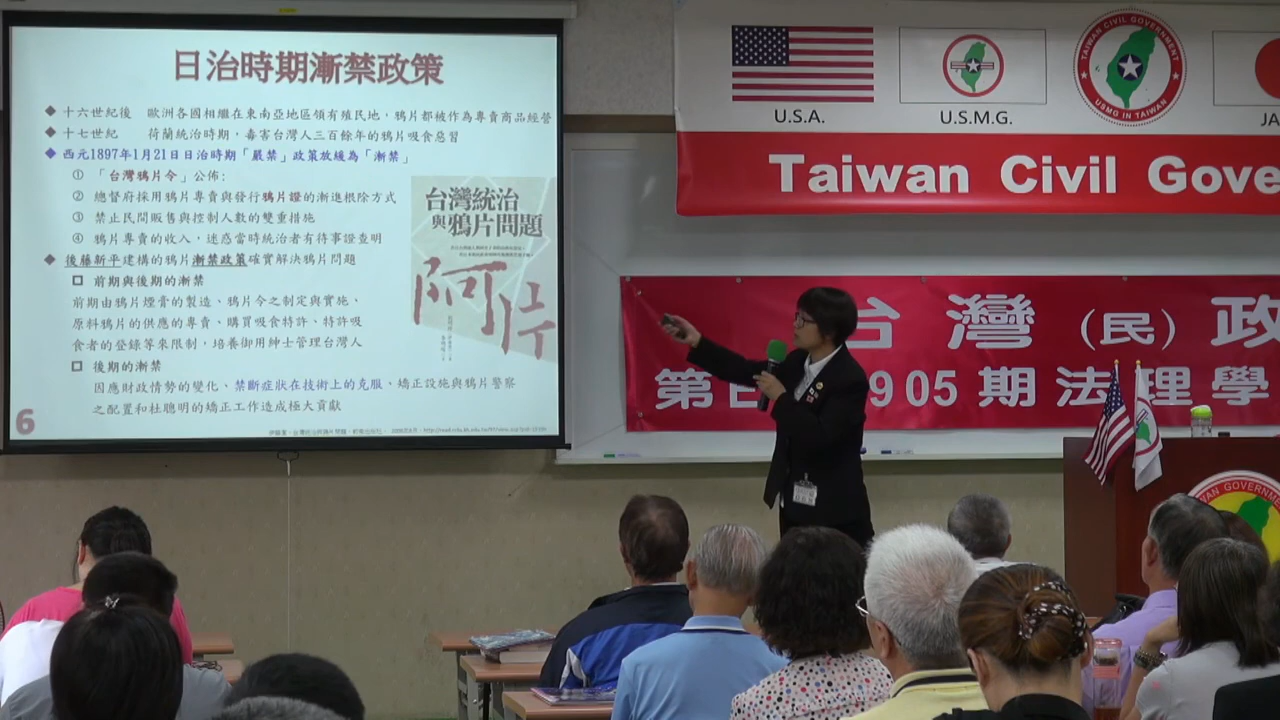 日治時期漸禁政策
◆ 十六世紀後 歐洲各國相繼在東南亞地區領有殖民地，鴉片都被作為專賣商品經營
◆ 十七世紀 荷蘭統治時期，毒害台灣人三百餘年的鴉片吸食惡習
◆ 西元1897年1月21日日治時期「嚴禁」政策放緩為「漸禁」
① 「台灣鴉片令」公佈:
② 總督府採用鴉片專賣與發行鴉片證的漸進根除方式
③ 禁止民間販售與控制人數的雙重措施
④ 鴉片專賣的收入，迷惑當時統治者有待事證查明
◆ 後藤新平建構的鴉片漸禁政策確實解決鴉片問題
☐ 前期與後期的漸禁
前期由鴉片煙膏的製造、鴉片令之制定與實施、
原料鴉片的供應的專賣、購買吸食特許、特許吸
食者的登錄等來限制，培養御用紳士管理台灣人
☐ 後期的漸禁
因應財政情勢的變化、禁斷症狀在技術上的克服、矯正設施與鴉片警察
之配置和杜聰明的矯正工作造成極大貢獻
6
台灣統治
與鴉片問題
阿片
U.S.A.
U.S.M.G.
TAIWAN CIVIL GOVERNMENT
USMG IN TAIWAN
JA
Taiwan Civil Gove
台 灣 (民) 政
第 905 期 法 理 學
WAN GOVERNMENT